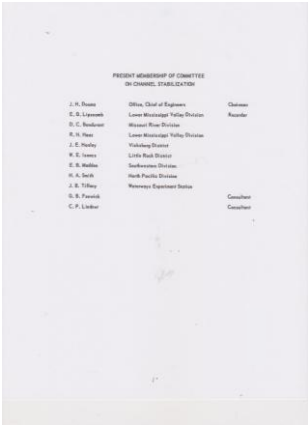 PRESENT MEMBERSHIP OF COMMITTEE
ON CHANNEL STABILIZATION
J. H. Douma Office, Chief of Engineers Chairman
E. B. Lipscomb Lower Mississippi Valley Division Recorder
D. C. Bondurant Missouri River Division
R. H. Haas Lower Mississippi Valley Division
J. E. Henley Vicksburg District
W. E. Isaacs Little Rock District
E. B. Madden Southwestern Division
H. A. Smith North Pacific Division
J. B. Tiffany Waterways Experiment Station
G. B. Fenwick Consultant
C. P. Lindner Consultant